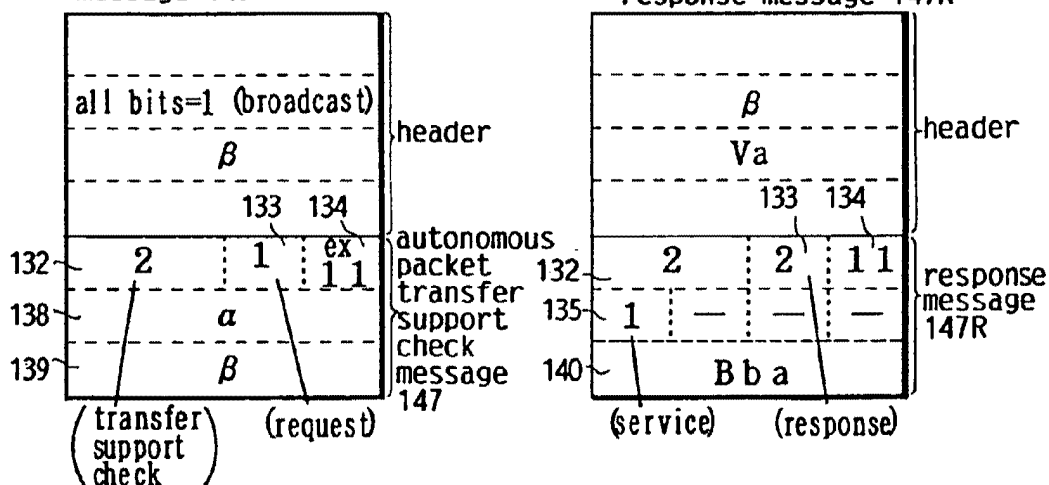 response message 147R
all bits=1 (broadcast)
β
header
133 134
132
2
1
ex
11
138
α
139
β
autonomous
packet
transfer
support
check
message
147
(transfer
support
check
(request)
β
Va
header
133 134
132
2
2
11
135
1
—
—
—
140
Bba
response
message
147R
(service)
(response)